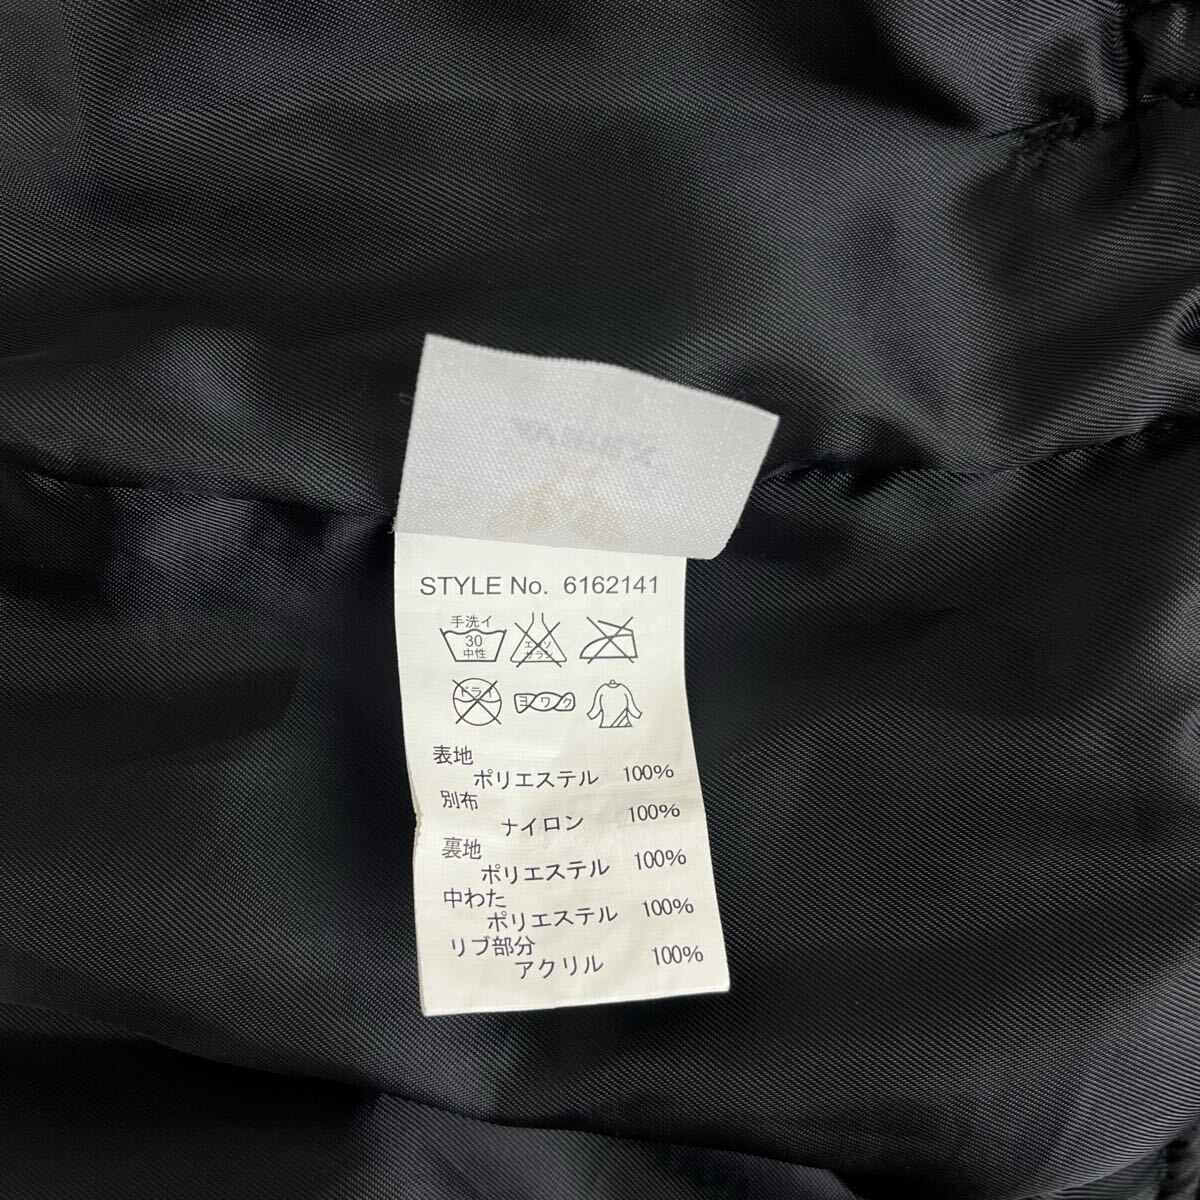 STYLE No. 6162141
手洗イ
30
中性
エンソ
サラシ
ドライ
ヨワク
表地
ポリエステル 100%
別布
ナイロン 100%
裏地
ポリエステル 100%
中わた
ポリエステル 100%
リブ部分
アクリル 100%